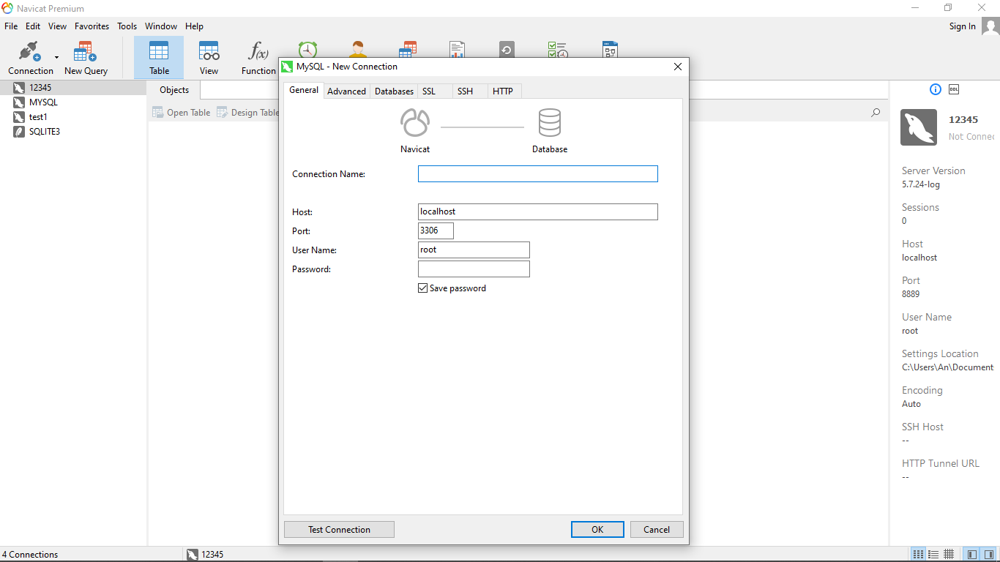 Navicat Premium
File Edit View Favorites Tools Window Help Sign In
Connection New Query Table View Function
12345
MYSQL
test1
SQLITE3
Objects
Open Table Design Table
MySQL - New Connection
General Advanced Databases SSL SSH HTTP
Navicat Database
Connection Name:
Host: localhost
Port: 3306
User Name: root
Password:
Save password
Test Connection OK Cancel
DDL
12345
Not Connec
Server Version
5.7.24-log
Sessions
0
Host
localhost
Port
8889
User Name
root
Settings Location
C:\Users\An\Document
Encoding
Auto
SSH Host
--
HTTP Tunnel URL
--
4 Connections 12345